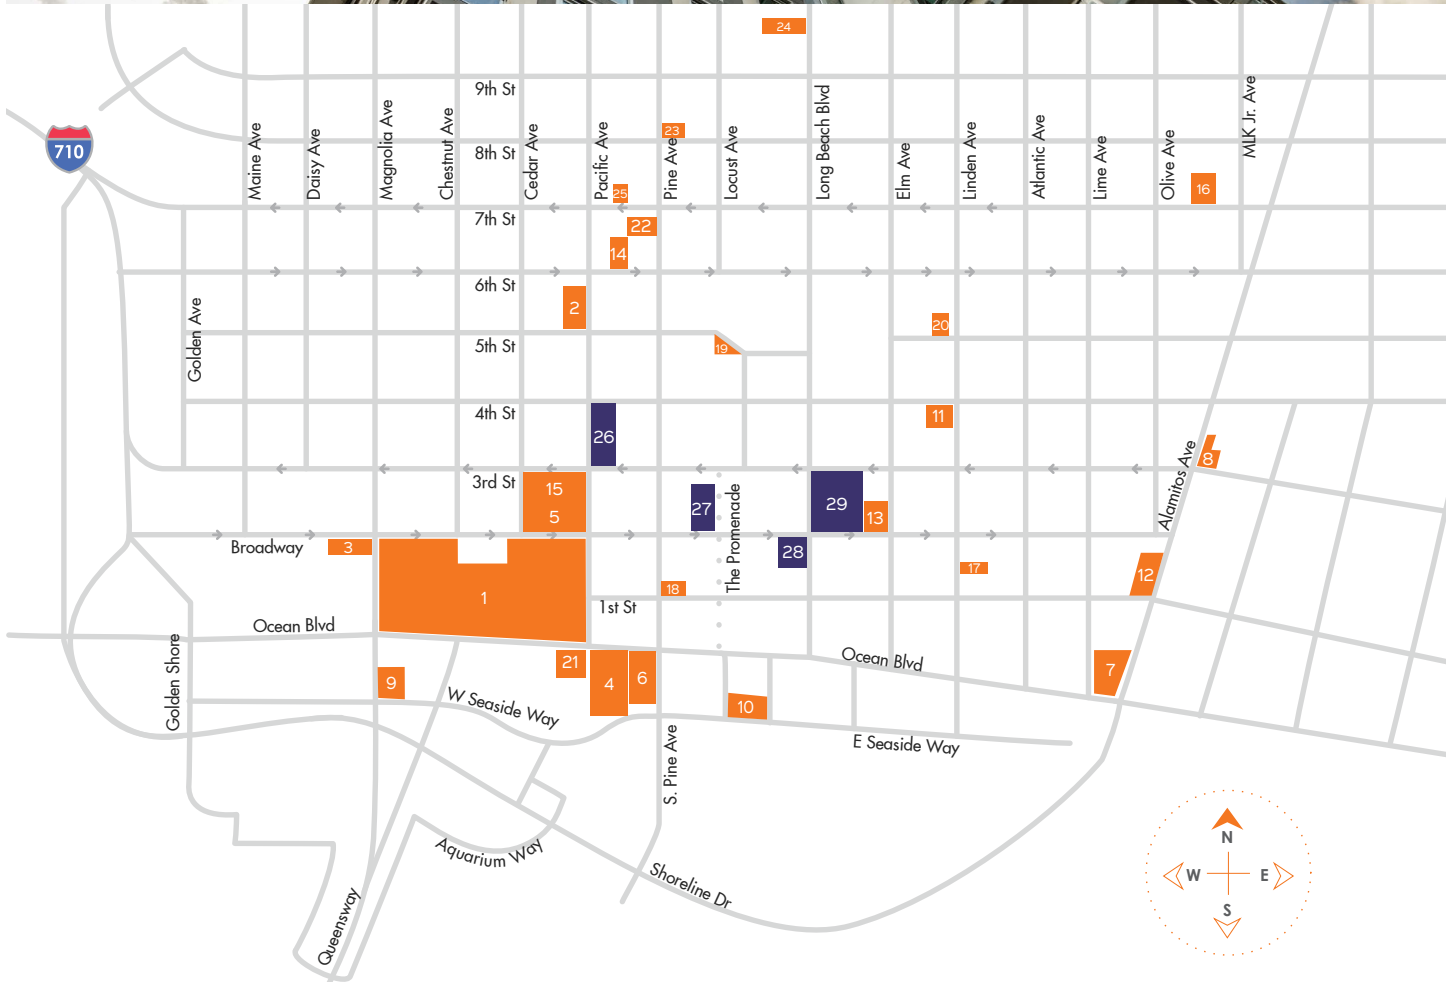 24
9th St
710
Maine Ave
Daisy Ave
Magnolia Ave
Chestnut Ave
Cedar Ave
Pacific Ave
Pine Ave
Locust Ave
Long Beach Blvd
Elm Ave
Linden Ave
Atlantic Ave
Lime Ave
Olive Ave
MLK Jr. Ave
23
8th St
25
16
7th St
22
14
6th St
2
Golden Ave
20
5th St
19
4th St
26
11
8
3rd St
15
5
27
The Promenade
29
13
Alamitos Ave
Broadway
3
28
12
1
18
17
1st St
Ocean Blvd
Golden Shore
21
4
6
Ocean Blvd
7
9
W Seaside Way
10
S. Pine Ave
E Seaside Way
Aquarium Way
Shoreline Dr
Queensway
N
W
E
S